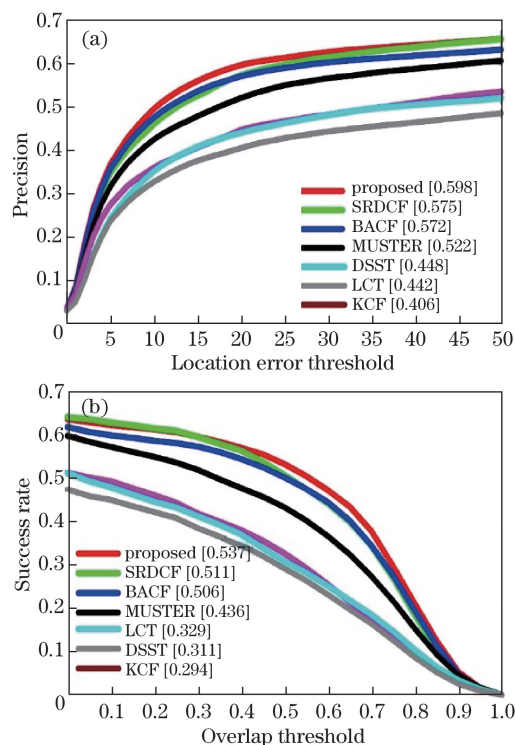 (a)
0.7
0.6
0.5
0.4
0.3
0.2
0.1
Precision
proposed [0.598]
SRDCF [0.575]
BACF [0.572]
MUSTER [0.522]
DSST [0.448]
LCT [0.442]
KCF [0.406]
0 5 10 15 20 25 30 35 40 45 50
Location error threshold
(b)
0.7
0.6
0.5
0.4
0.3
0.2
0.1
0
Success rate
proposed [0.537]
SRDCF [0.511]
BACF [0.506]
MUSTER [0.436]
LCT [0.329]
DSST [0.311]
KCF [0.294]
0.1 0.2 0.3 0.4 0.5 0.6 0.7 0.8 0.9 1.0
Overlap threshold